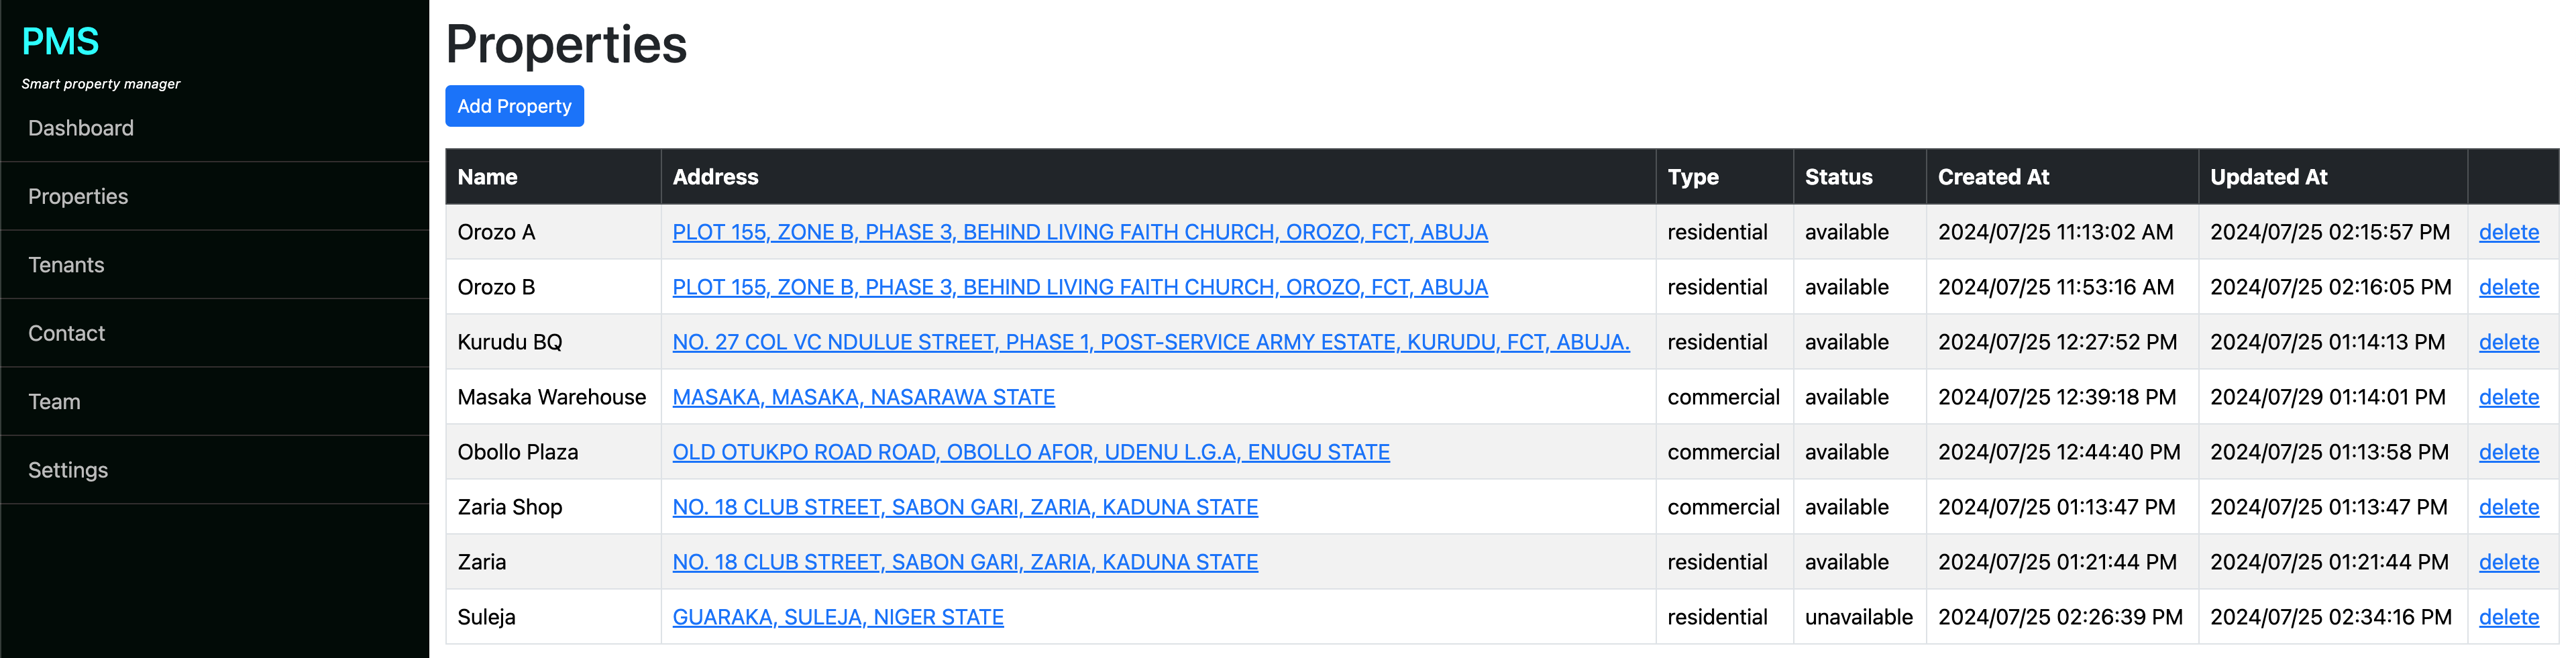 PMS
Smart property manager
Dashboard
Properties
Tenants
Contact
Team
Settings
Properties
Add Property
Name Address Type Status Created At Updated At
Orozo A PLOT 155, ZONE B, PHASE 3, BEHIND LIVING FAITH CHURCH, OROZO, FCT, ABUJA residential available 2024/07/25 11:13:02 AM 2024/07/25 02:15:57 PM delete
Orozo B PLOT 155, ZONE B, PHASE 3, BEHIND LIVING FAITH CHURCH, OROZO, FCT, ABUJA residential available 2024/07/25 11:53:16 AM 2024/07/25 02:16:05 PM delete
Kurudu BQ NO. 27 COL VC NDULUE STREET, PHASE 1, POST-SERVICE ARMY ESTATE, KURUDU, FCT, ABUJA. residential available 2024/07/25 12:27:52 PM 2024/07/25 01:14:13 PM delete
Masaka Warehouse MASAKA, MASAKA, NASARAWA STATE commercial available 2024/07/25 12:39:18 PM 2024/07/29 01:14:01 PM delete
Obollo Plaza OLD OTUKPO ROAD ROAD, OBOLLO AFOR, UDENU L.G.A, ENUGU STATE commercial available 2024/07/25 12:44:40 PM 2024/07/25 01:13:58 PM delete
Zaria Shop NO. 18 CLUB STREET, SABON GARI, ZARIA, KADUNA STATE commercial available 2024/07/25 01:13:47 PM 2024/07/25 01:13:47 PM delete
Zaria NO. 18 CLUB STREET, SABON GARI, ZARIA, KADUNA STATE residential available 2024/07/25 01:21:44 PM 2024/07/25 01:21:44 PM delete
Suleja GUARAKA, SULEJA, NIGER STATE residential unavailable 2024/07/25 02:26:39 PM 2024/07/25 02:34:16 PM delete